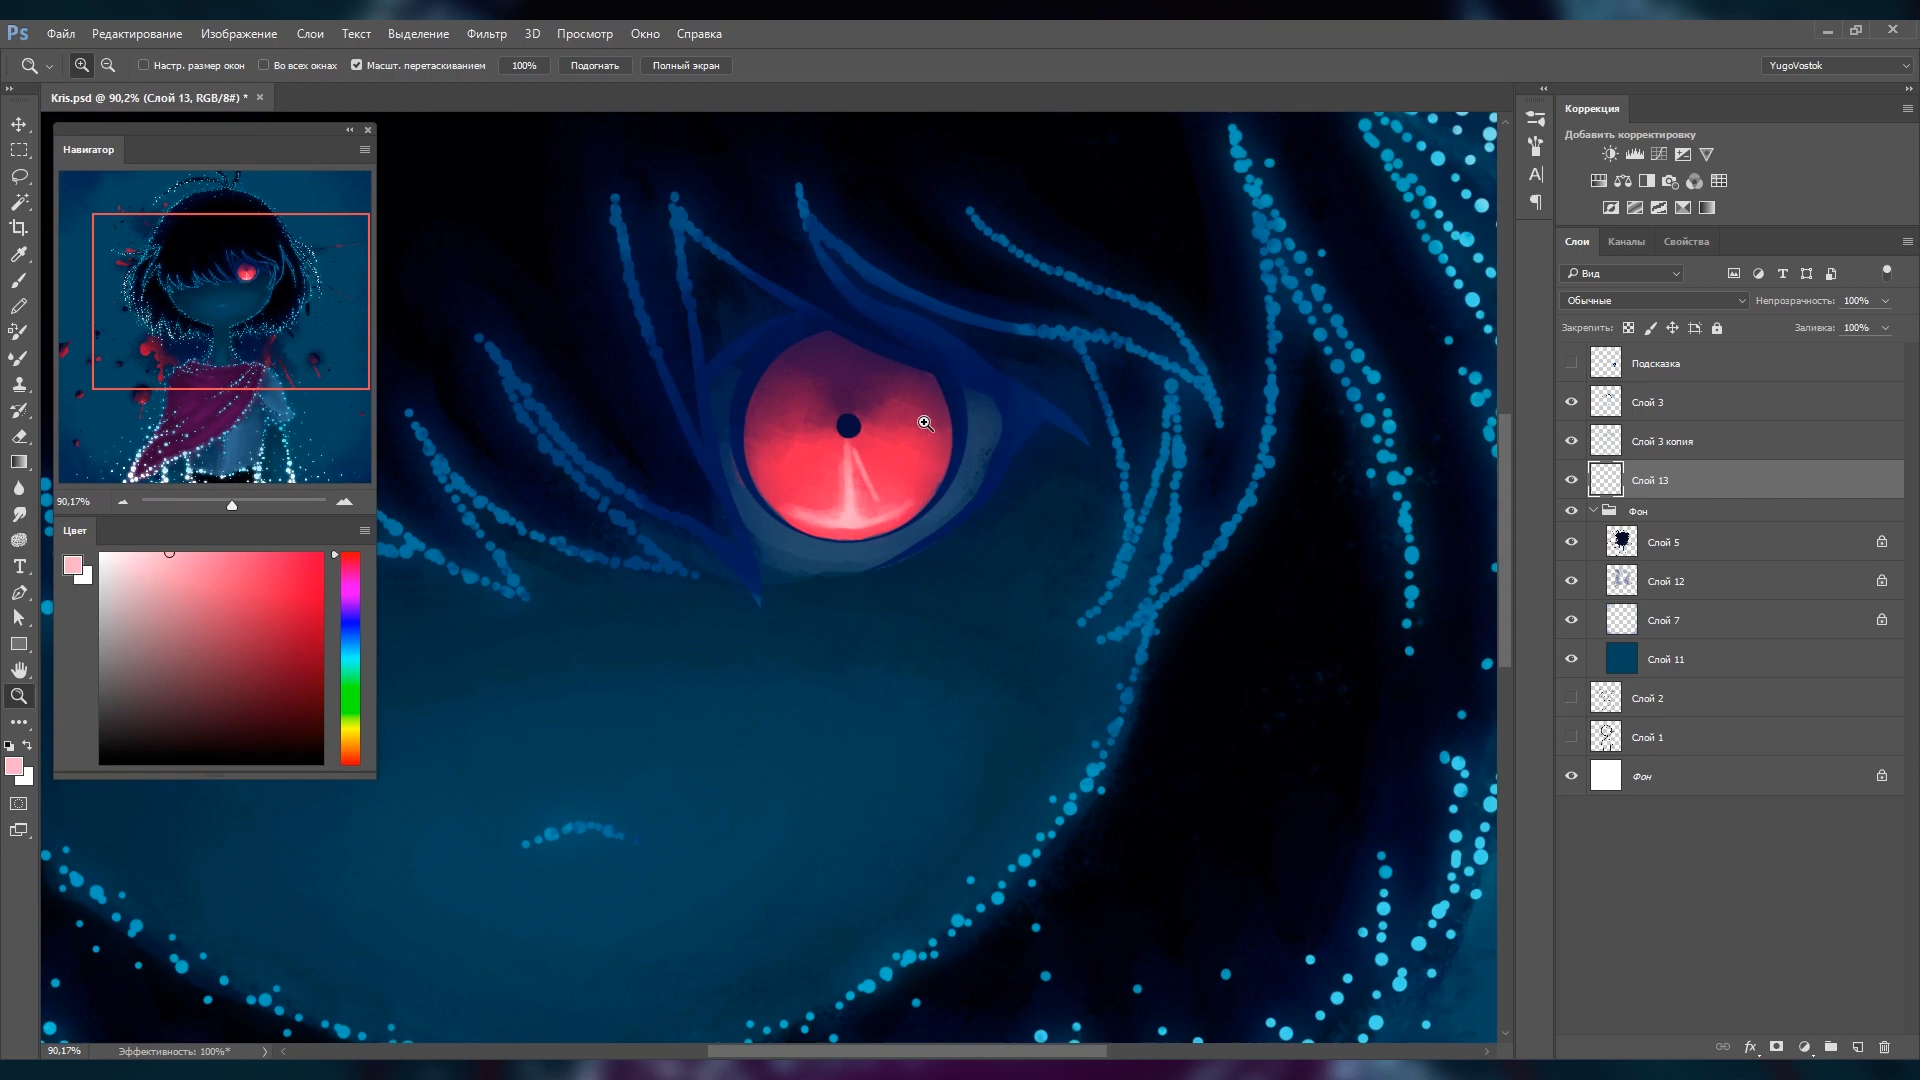 Ps Файл Редактирование Изображение Слои Текст Выделение Фильтр 3D Просмотр Окно Справка
Настр. размер окон Во всех окнах Масшт. перетаскиванием 100% Подогнать Полный экран YugoVostok
Kris.psd @ 90,2% (Слой 13, RGB/8#) *
Навигатор
90,17%
Цвет
Коррекция
Добавить корректировку
Слои Каналы Свойства
Вид
Обычные Непрозрачность: 100%
Закрепить: Заливка: 100%
Подсказка
Слой 3
Слой 3 копия
Слой 13
Фон
Слой 5
Слой 12
Слой 7
Слой 11
Слой 2
Слой 1
Фон
90,17% Эффективность: 100%*